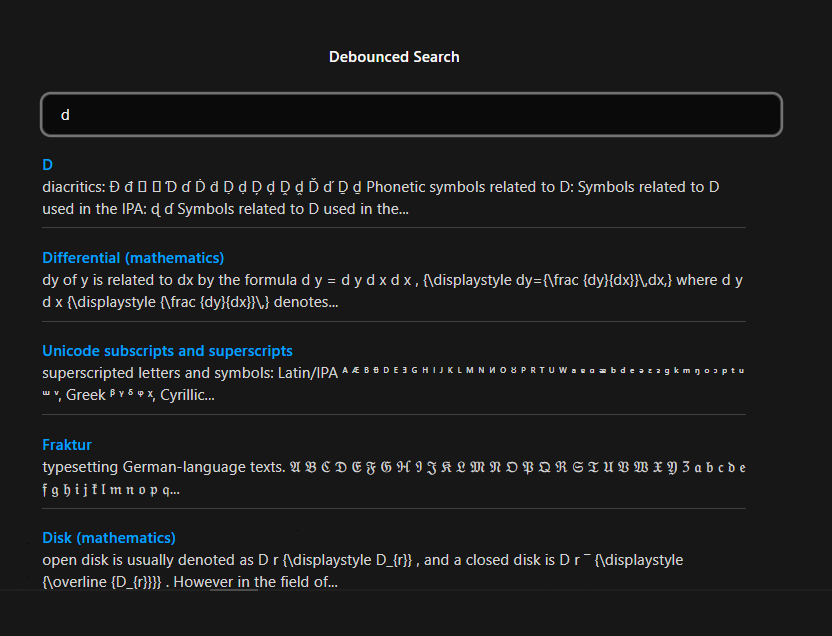 Debounced Search
d
D
diacritics: Đ đ Ɗ ɗ Ḋ ḋ Ḍ ḍ Ḑ ḑ Ḓ ḓ Ď ď Ḏ ḏ Phonetic symbols related to D: Symbols related to D
used in the IPA: ɖ ɗ Symbols related to D used in the...
Differential (mathematics)
dy of y is related to dx by the formula d y = d y d x d x , {\displaystyle dy={\frac {dy}{dx}}\,dx,} where d y
d x {\displaystyle {\frac {dy}{dx}}\,} denotes...
Unicode subscripts and superscripts
superscripted letters and symbols: Latin/IPA ᴬ ᴭ ᴮ ᴯ ᴰ ᴱ ᴲ ᴳ ᴴ ᴵ ᴶ ᴷ ᴸ ᴹ ᴺ ᴻ ᴼ ᴽ ᴾ ᴿ ᵀ ᵁ ᵂ ᵃ ᵄ ᵅ ᵆ ᵇ ᵈ ᵉ ᵊ ᵋ ᵌ ᵍ ᵏ ᵐ ᵑ ᵒ ᵓ ᵖ ᵗ ᵘ
ᵚ ᵛ, Greek ᵝ ᵞ ᵟ ᵠ ᵡ, Cyrillic...
Fraktur
typesetting German-language texts. 𝔄 𝔅 ℭ 𝔇 𝔈 𝔉 𝔊 ℌ ℑ 𝔍 𝔎 𝔏 𝔐 𝔑 𝔒 𝔓 𝔔 ℜ 𝔖 𝔗 𝔘 𝔙 𝔚 𝔛 𝔜 ℨ 𝔞 𝔟 𝔠 𝔡 𝔢
𝔣 𝔤 𝔥 𝔦 𝔧 𝔨 𝔩 𝔪 𝔫 𝔬 𝔭 𝔮...
Disk (mathematics)
open disk is usually denoted as D r {\displaystyle D_{r}} , and a closed disk is D r ¯ {\displaystyle
{\overline {D_{r}}}} . However in the field of...